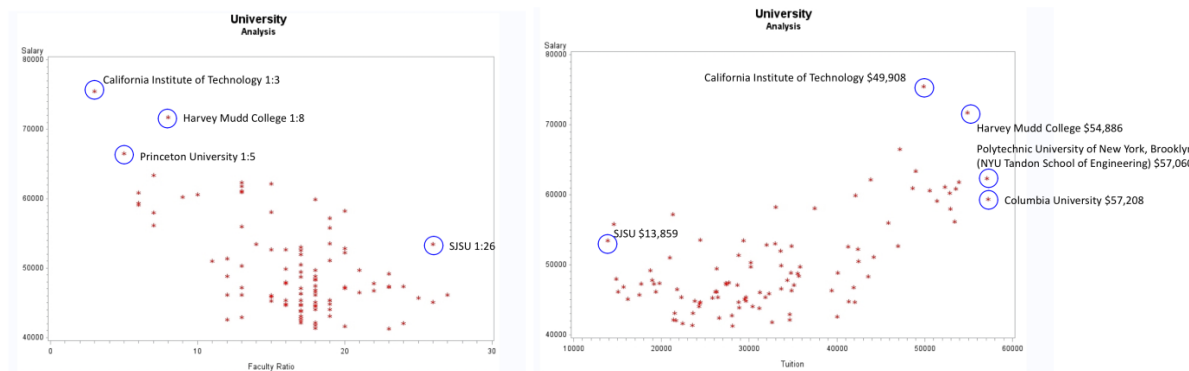 University
Analysis
Salary
80000
70000
60000
50000
40000
0
10
20
30
Faculty Ratio
California Institute of Technology 1:3
Harvey Mudd College 1:8
Princeton University 1:5
SJSU 1:26
University
Analysis
Salary
80000
70000
60000
50000
40000
10000
20000
30000
40000
50000
60000
Tuition
California Institute of Technology $49,908
Harvey Mudd College $54,886
Polytechnic University of New York, Brooklyn
(NYU Tandon School of Engineering) $57,060
Columbia University $57,208
SJSU $13,859